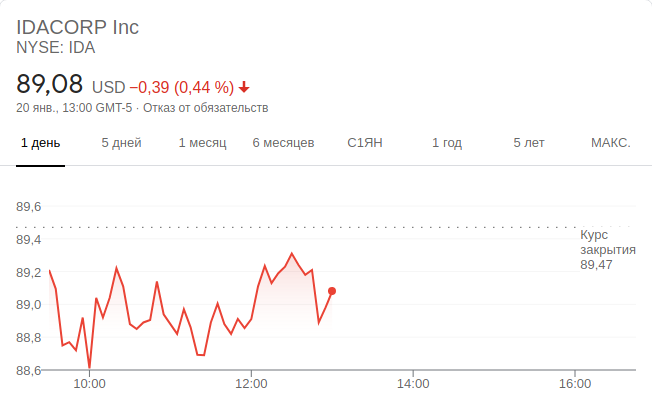 IDACORP Inc
NYSE: IDA
89,08 USD −0,39 (0,44 %)
20 янв., 13:00 GMT-5 · Отказ от обязательств
1 день 5 дней 1 месяц 6 месяцев С1ЯН 1 год 5 лет МАКС.
89,6
89,4
89,2
89,0
88,8
88,6
Курс
закрытия
89,47
10:00 12:00 14:00 16:00